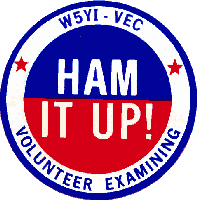 W5YI - VEC
HAM
IT UP!
VOLUNTEER EXAMINING